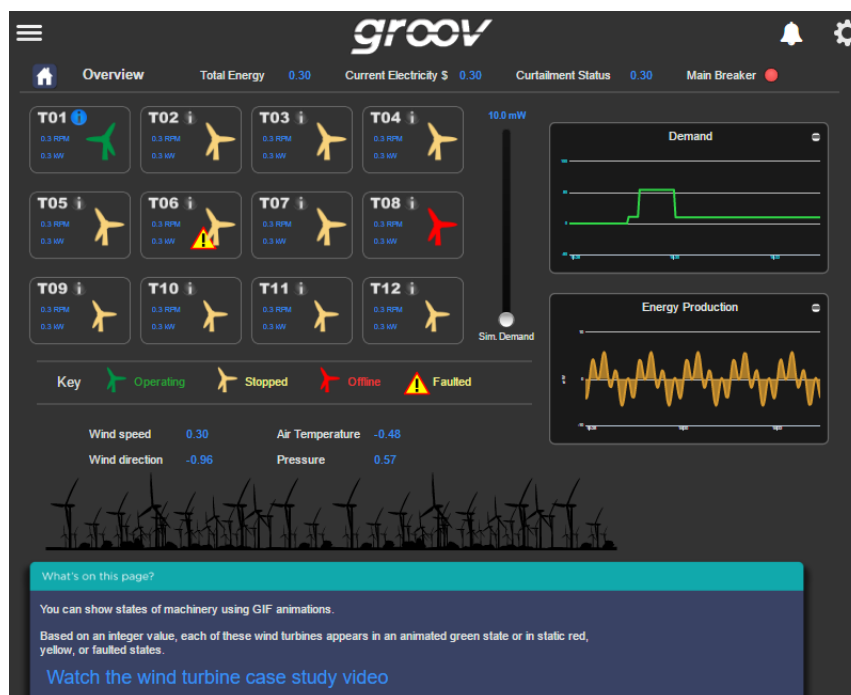 groov
Overview Total Energy 0.30 Current Electricity $ 0.30 Curtailment Status 0.30 Main Breaker
T01 T02 T03 T04 10.0 mW
0.3 RPM 0.3 RPM 0.3 RPM 0.3 RPM
0.3 kW 0.3 kW 0.3 kW 0.3 kW
Demand
T05 T06 T07 T08
0.3 RPM 0.3 RPM 0.3 RPM 0.3 RPM
0.3 kW 0.3 kW 0.3 kW 0.3 kW
T09 T10 T11 T12
0.3 RPM 0.3 RPM 0.3 RPM 0.3 RPM
0.3 kW 0.3 kW 0.3 kW 0.3 kW
Sim. Demand
Energy Production
Key Operating Stopped Offline Faulted
Wind speed 0.30 Air Temperature -0.48
Wind direction -0.96 Pressure 0.57
What's on this page?
You can show states of machinery using GIF animations.
Based on an integer value, each of these wind turbines appears in an animated green state or in static red,
yellow, or faulted states.
Watch the wind turbine case study video